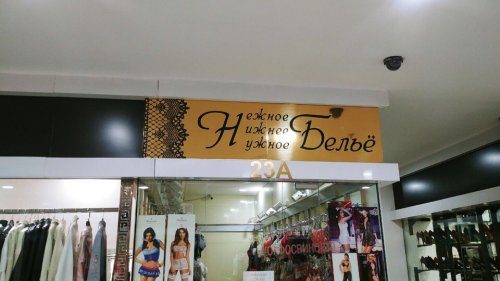 Нежное
Нижнее Бельё
Нужное
23А